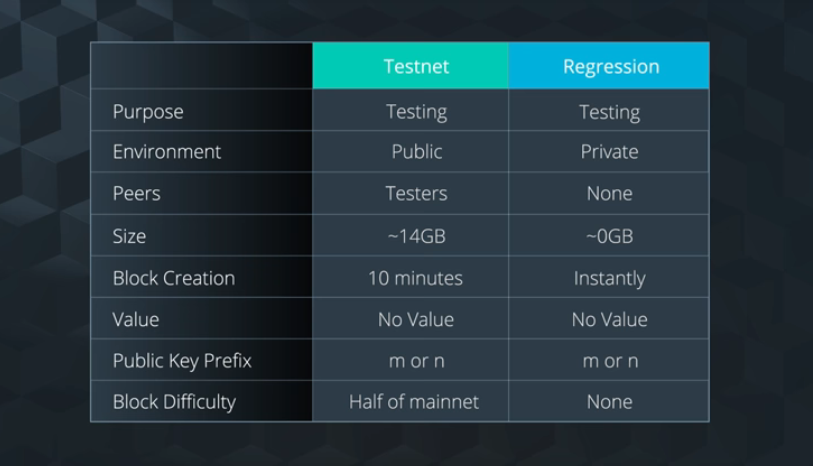 Testnet Regression
Purpose Testing Testing
Environment Public Private
Peers Testers None
Size ~14GB ~0GB
Block Creation 10 minutes Instantly
Value No Value No Value
Public Key Prefix m or n m or n
Block Difficulty Half of mainnet None